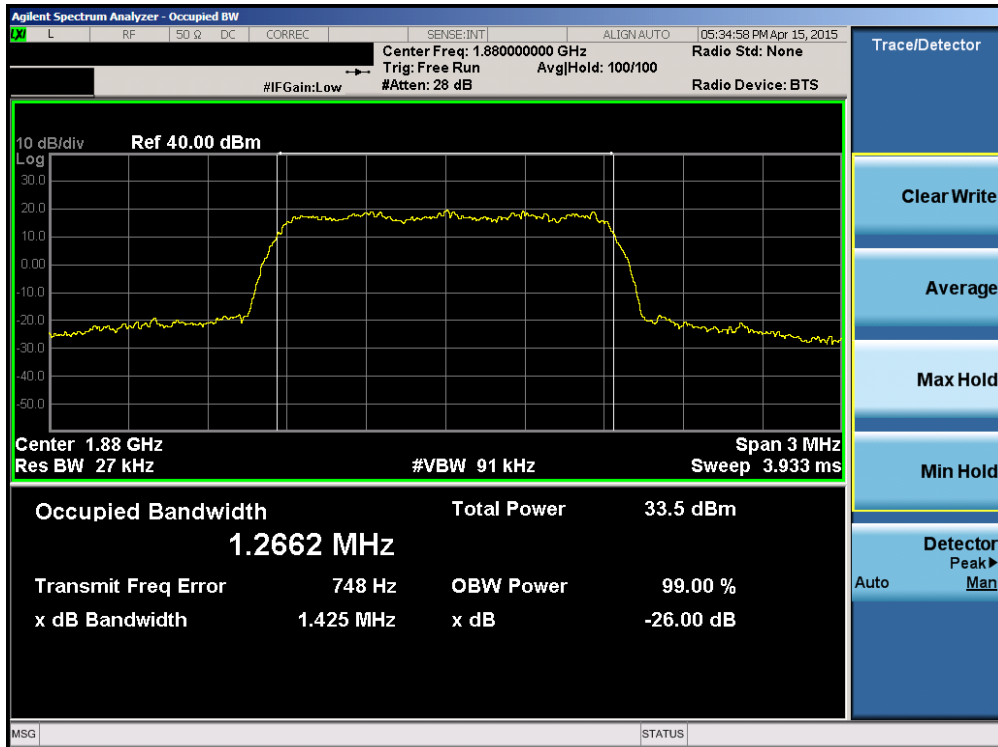 Agilent Spectrum Analyzer - Occupied BW
LXI L RF 50 Ω DC CORREC SENSE:INT ALIGN AUTO 05:34:58 PM Apr 15, 2015
Center Freq: 1.880000000 GHz Radio Std: None
Trig: Free Run Avg|Hold: 100/100
#IFGain:Low #Atten: 28 dB Radio Device: BTS
Trace/Detector
10 dB/div Ref 40.00 dBm
Log
30.0
20.0
10.0
0.00
-10.0
-20.0
-30.0
-40.0
-50.0
Center 1.88 GHz Span 3 MHz
Res BW 27 kHz #VBW 91 kHz Sweep 3.933 ms
Occupied Bandwidth Total Power 33.5 dBm
1.2662 MHz
Transmit Freq Error 748 Hz OBW Power 99.00 %
x dB Bandwidth 1.425 MHz x dB -26.00 dB
Clear Write
Average
Max Hold
Min Hold
Detector
Peak▶
Auto Man
MSG STATUS